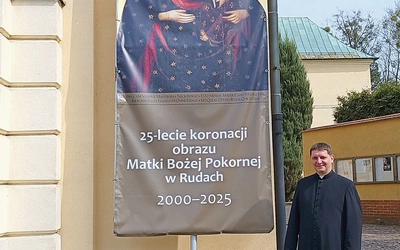 25-lecie koronacji
obrazu
Matki Bożej Pokornej
w Rudach
2000–2025